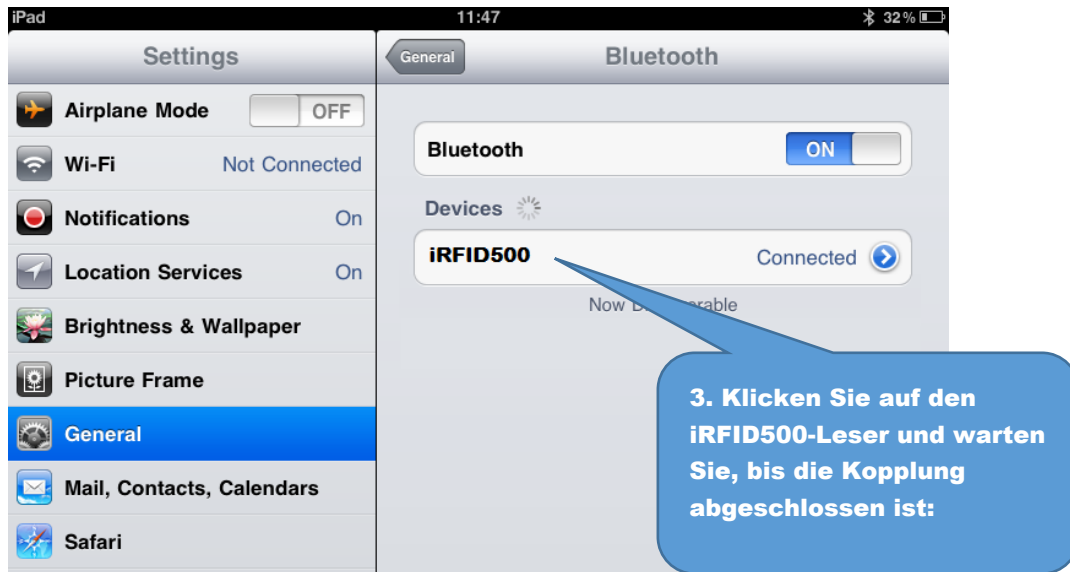 iPad 11:47 32%
Settings
Airplane Mode OFF
Wi-Fi Not Connected
Notifications On
Location Services On
Brightness & Wallpaper
Picture Frame
General
Mail, Contacts, Calendars
Safari
General Bluetooth
Bluetooth ON
Devices
iRFID500 Connected
Now
3. Klicken Sie auf den
iRFID500-Leser und warten
Sie, bis die Kopplung
abgeschlossen ist: